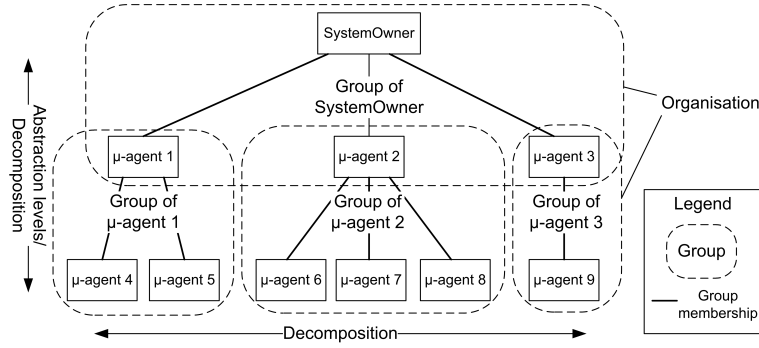 SystemOwner
Group of
SystemOwner
Organisation
Abstraction levels/
Decomposition
μ-agent 1
μ-agent 2
μ-agent 3
Group of
μ-agent 1
Group of
μ-agent 2
Group of
μ-agent 3
μ-agent 4
μ-agent 5
μ-agent 6
μ-agent 7
μ-agent 8
μ-agent 9
Decomposition
Legend
Group
Group
membership